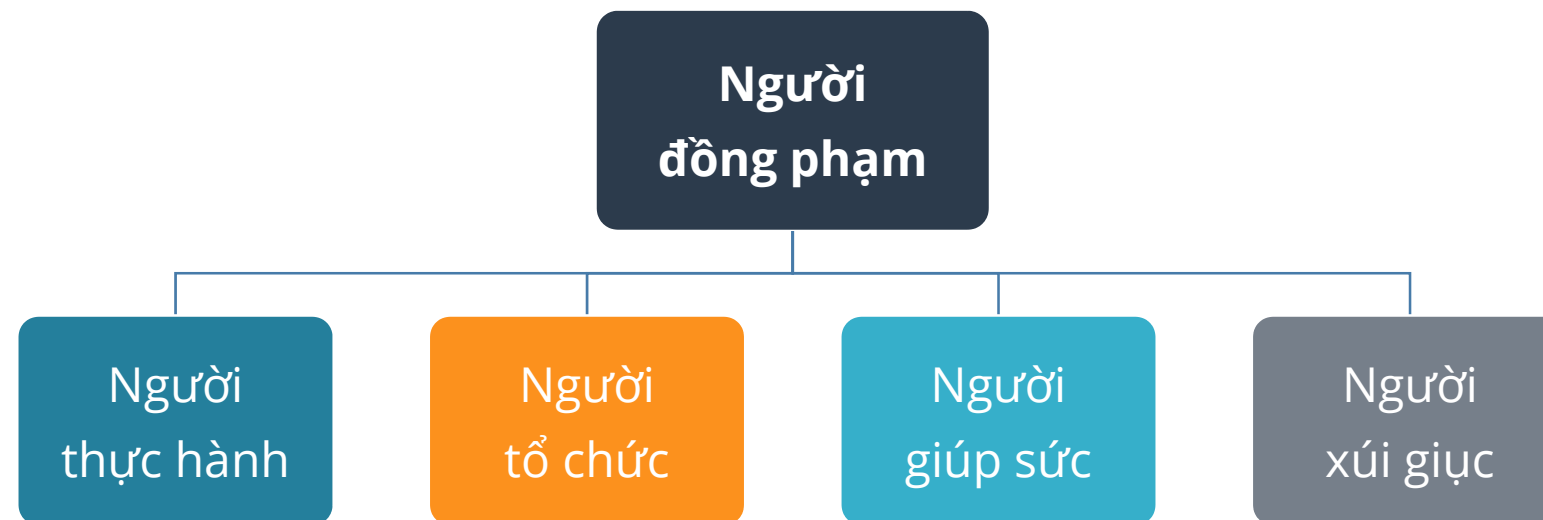 Người
đồng phạm
Người
thực hành
Người
tổ chức
Người
giúp sức
Người
xúi giục